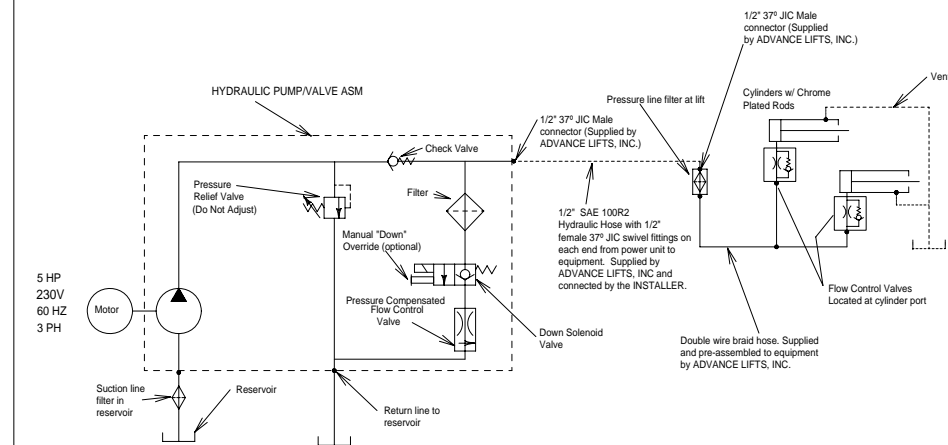 1/2" 37º JIC Male
connector (Supplied
by ADVANCE LIFTS, INC.)
HYDRAULIC PUMP/VALVE ASM
Pressure line filter at lift
Cylinders w/ Chrome
Plated Rods
1/2" 37º JIC Male
connector (Supplied by
ADVANCE LIFTS, INC.)
Check Valve
Pressure
Relief Valve
(Do Not Adjust)
Filter
1/2"  SAE 100R2
Hydraulic Hose with 1/2"
female 37º JIC swivel fittings on
each end from power unit to
equipment.  Supplied by
ADVANCE LIFTS, INC and
connected by the INSTALLER.
Manual "Down"
Override (optional)
5 HP
230V
60 HZ
3 PH
Motor
Pressure Compensated
Flow Control
Valve
Down Solenoid
Valve
Flow Control Valves
Located at cylinder port
Double wire braid hose. Supplied
and pre-assembled to equipment
by ADVANCE LIFTS, INC.
Suction line
filter in
reservoir
Reservoir
Return line to
reservoir